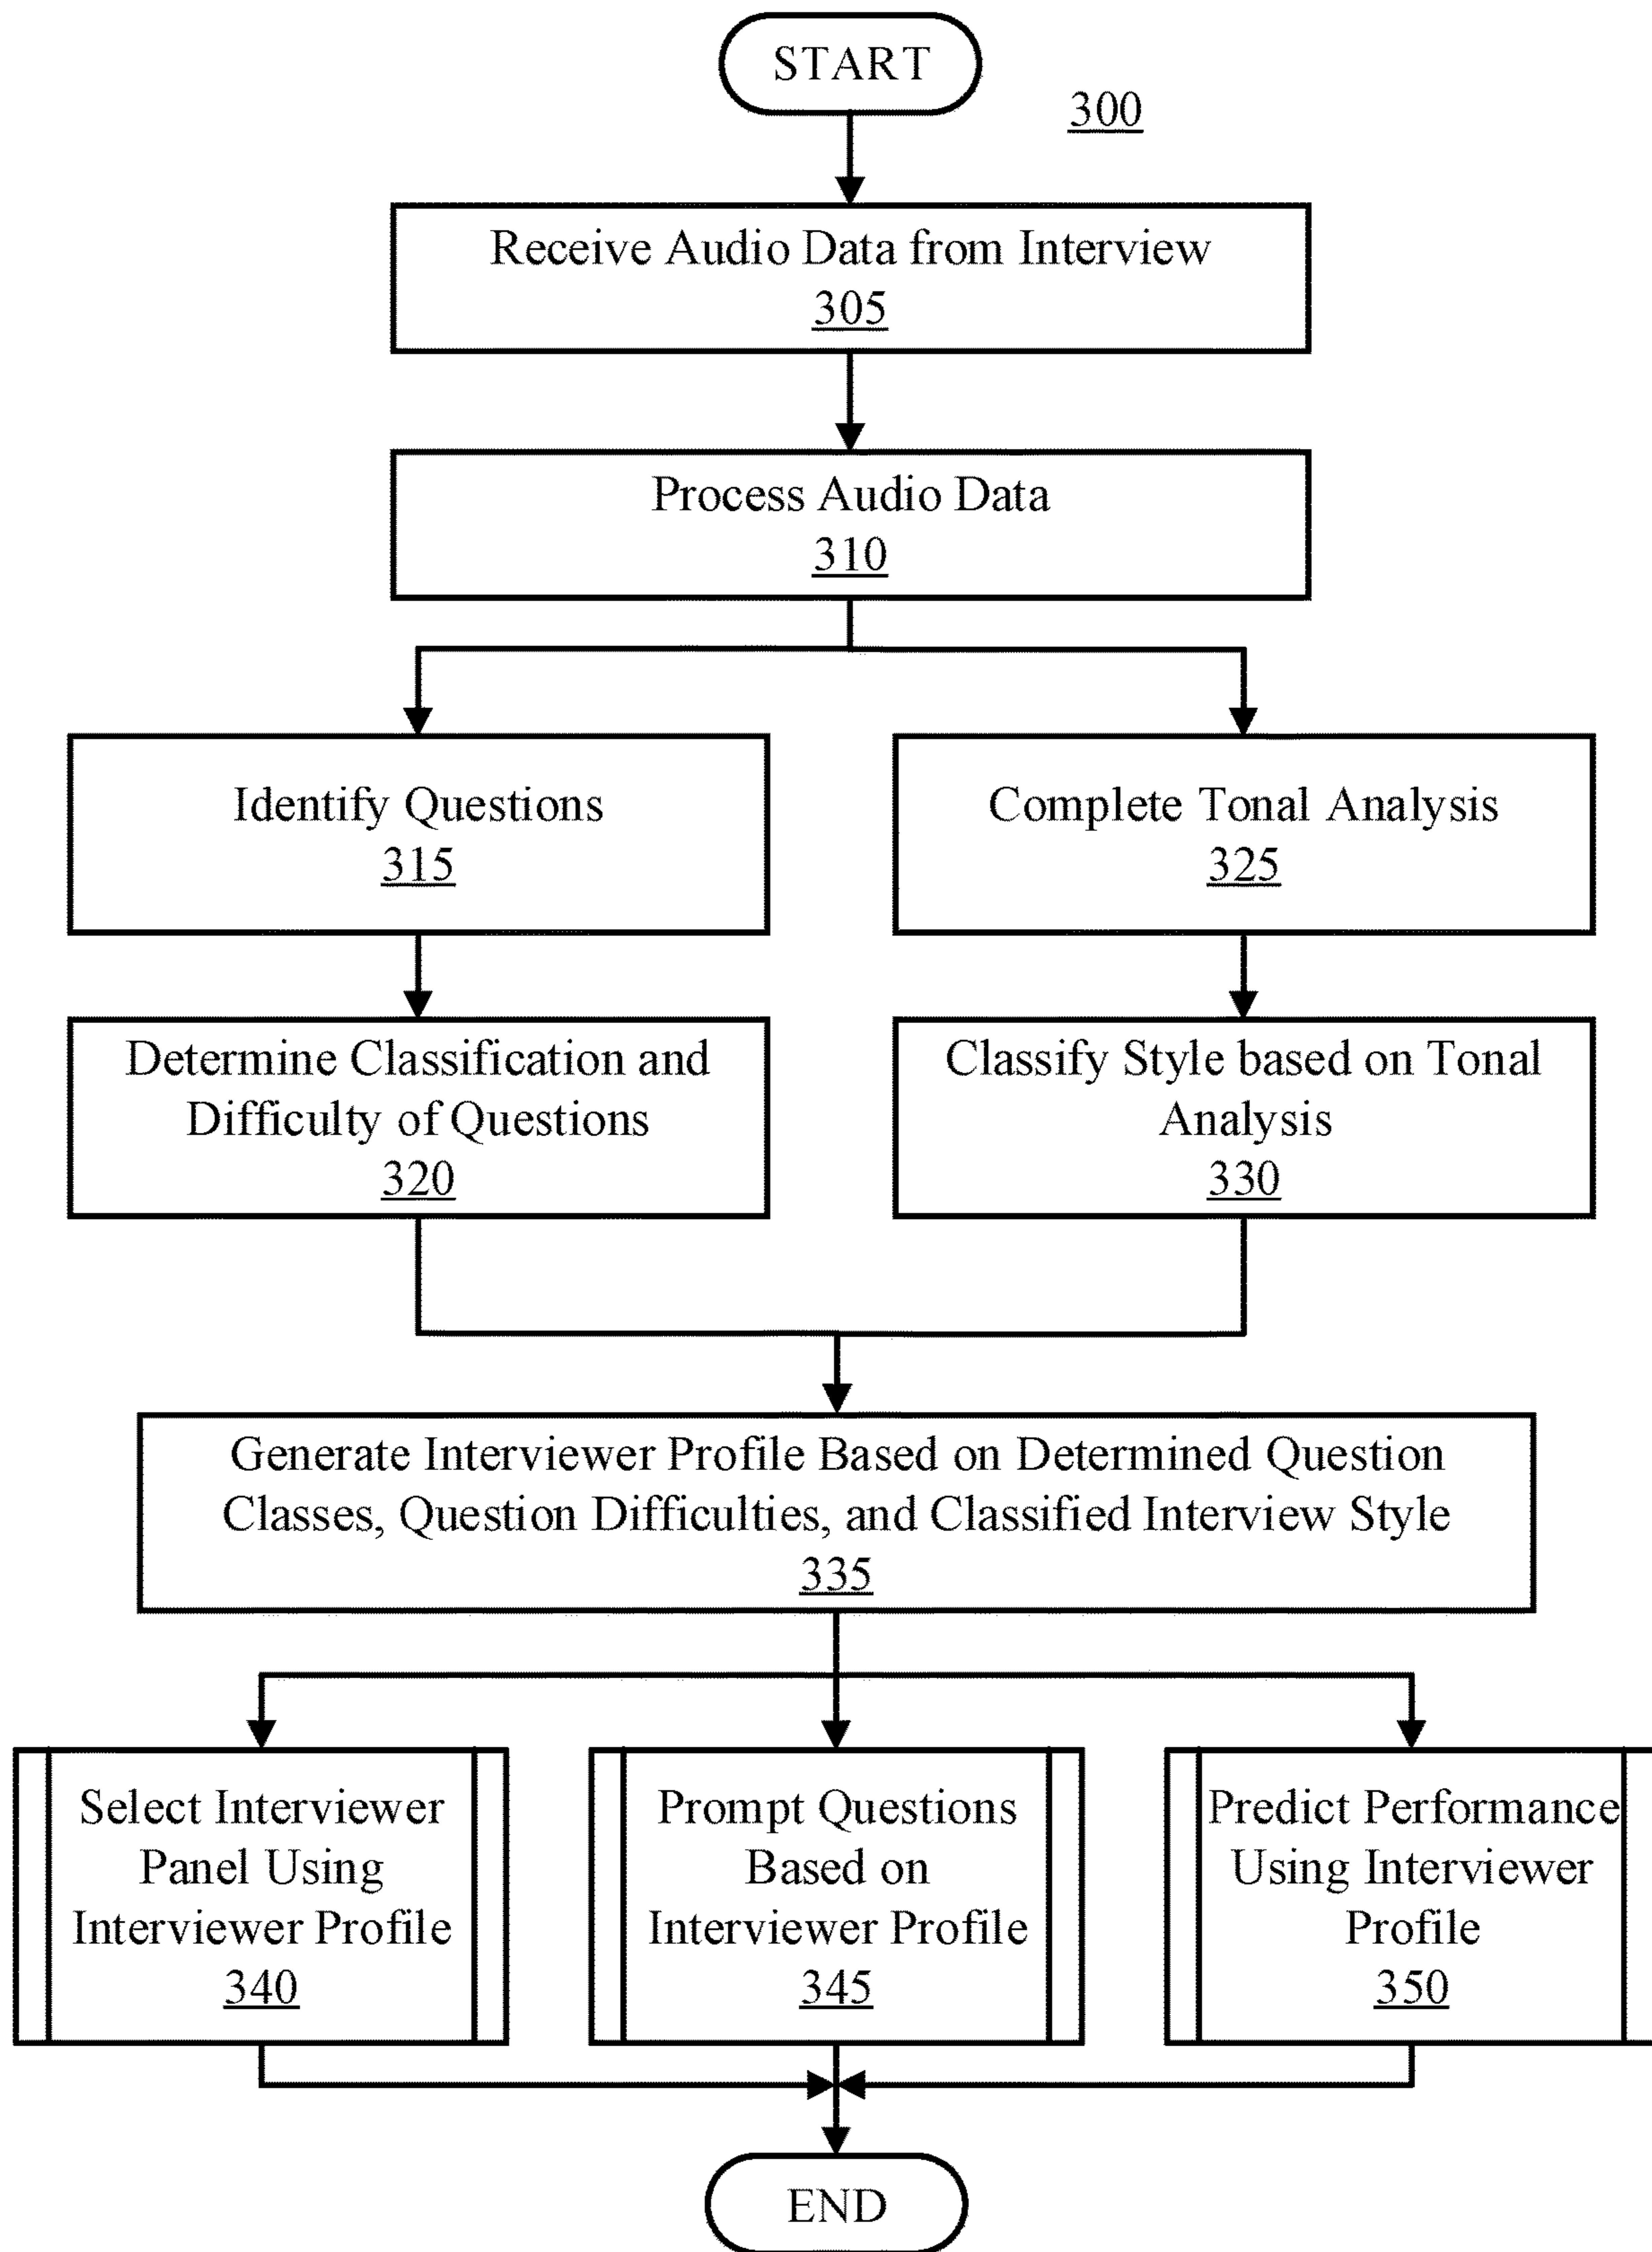 START
300
Receive Audio Data from Interview
305
Process Audio Data
310
Identify Questions
315
Complete Tonal Analysis
325
Determine Classification and
Difficulty of Questions
320
Classify Style based on Tonal
Analysis
330
Generate Interviewer Profile Based on Determined Question
Classes, Question Difficulties, and Classified Interview Style
335
Select Interviewer
Panel Using
Interviewer Profile
340
Prompt Questions
Based on
Interviewer Profile
345
Predict Performance
Using Interviewer
Profile
350
END